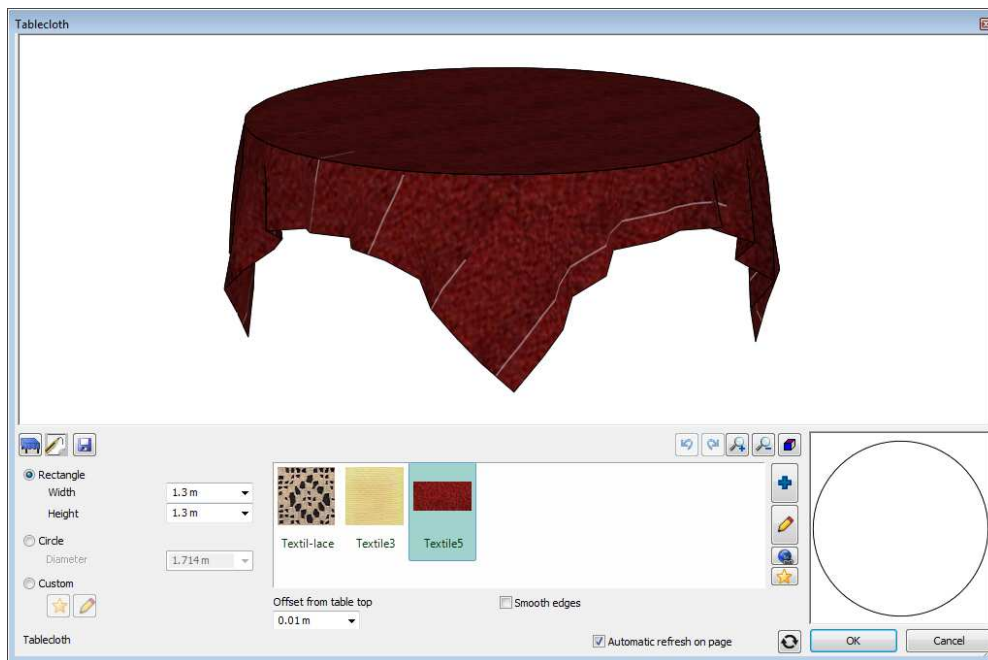 Tablecloth
Rectangle
Width 1.3 m
Height 1.3 m
Circle
Diameter 1.714 m
Custom
Textil-lace Textile3 Textile5
Offset from table top
0.01 m
Smooth edges
Tablecloth
Automatic refresh on page
OK
Cancel